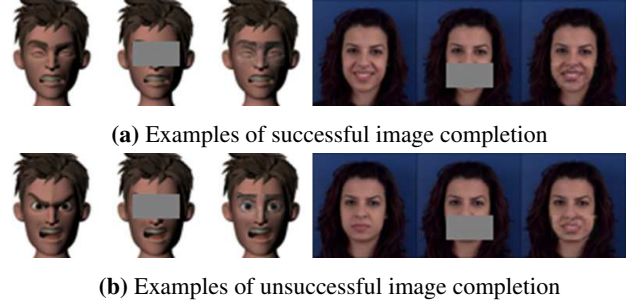 (a) Examples of successful image completion
(b) Examples of unsuccessful image completion